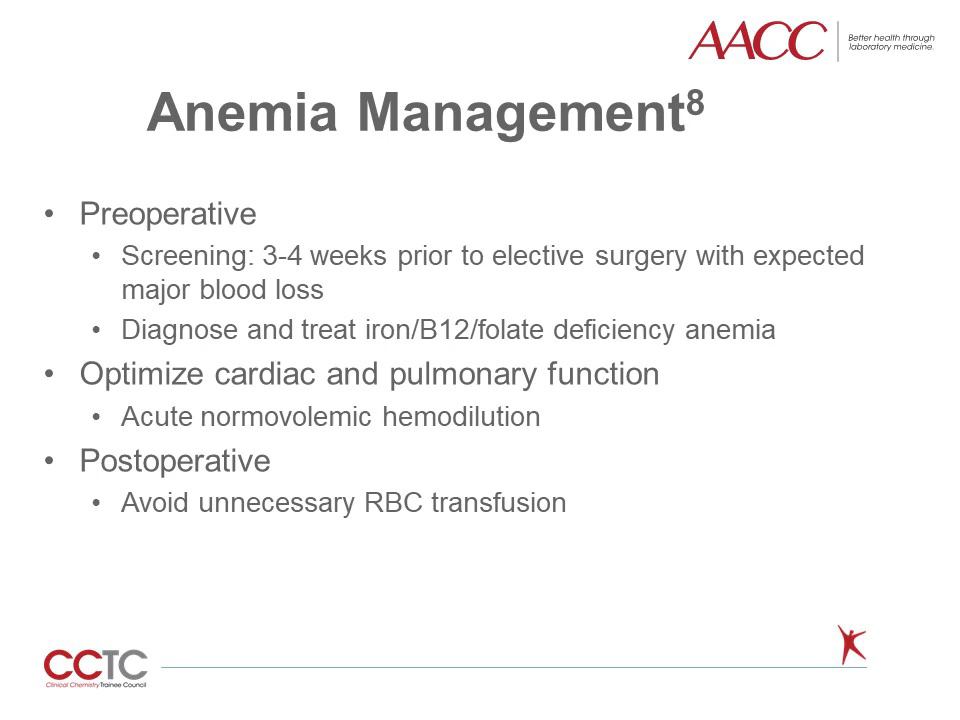 AACC
Better health through
laboratory medicine.
Anemia Management⁸
• Preoperative
• Screening: 3-4 weeks prior to elective surgery with expected
major blood loss
• Diagnose and treat iron/B12/folate deficiency anemia
• Optimize cardiac and pulmonary function
• Acute normovolemic hemodilution
• Postoperative
• Avoid unnecessary RBC transfusion
CCTC
Clinical Chemistry Trainee Council